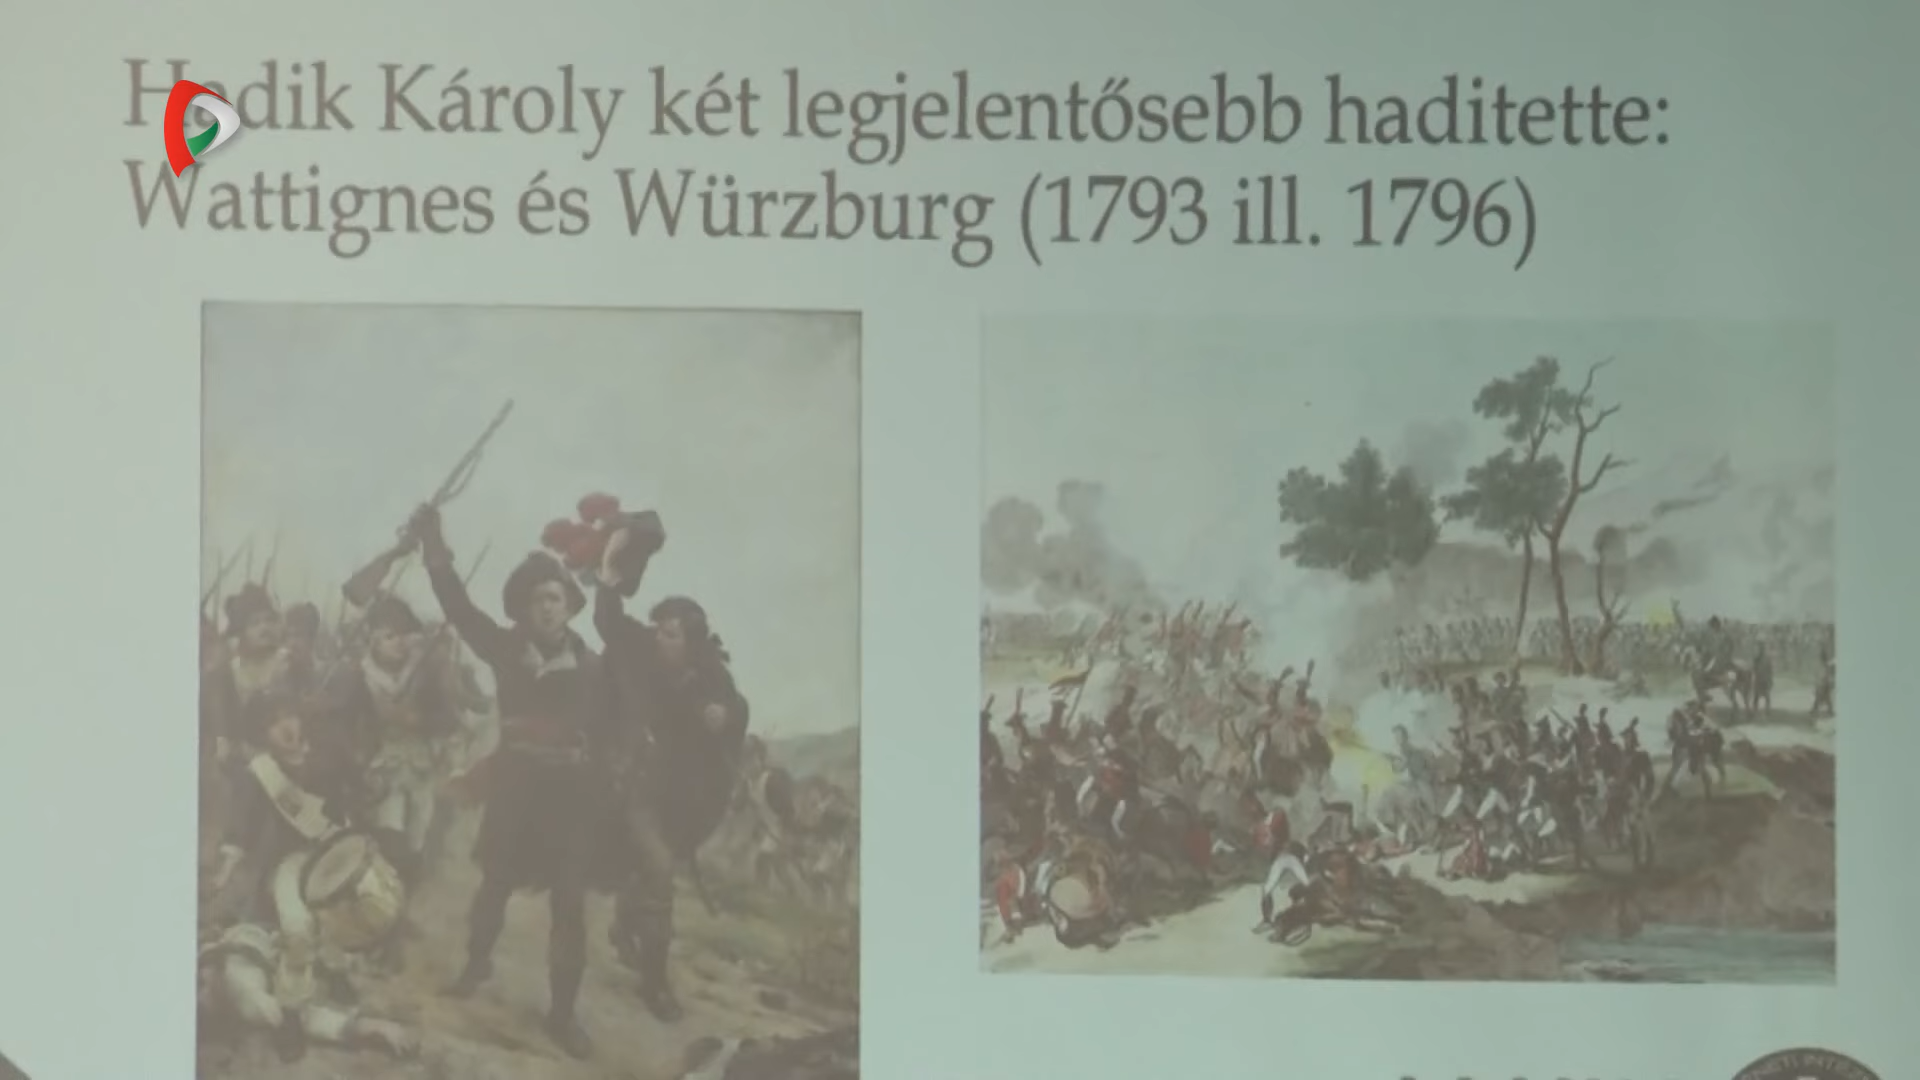 Hadik Károly két legjelentősebb haditette:
Wattignes és Würzburg (1793 ill. 1796)